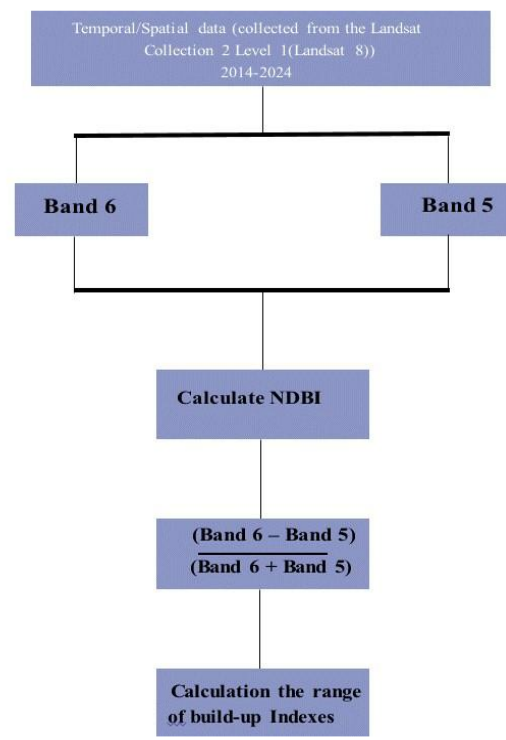 Temporal/Spatial data (collected from the Landsat
Collection 2 Level 1(Landsat 8))
2014-2024
Band 6
Band 5
Calculate NDBI
(Band 6 – Band 5)
(Band 6 + Band 5)
Calculation the range
of build-up Indexes